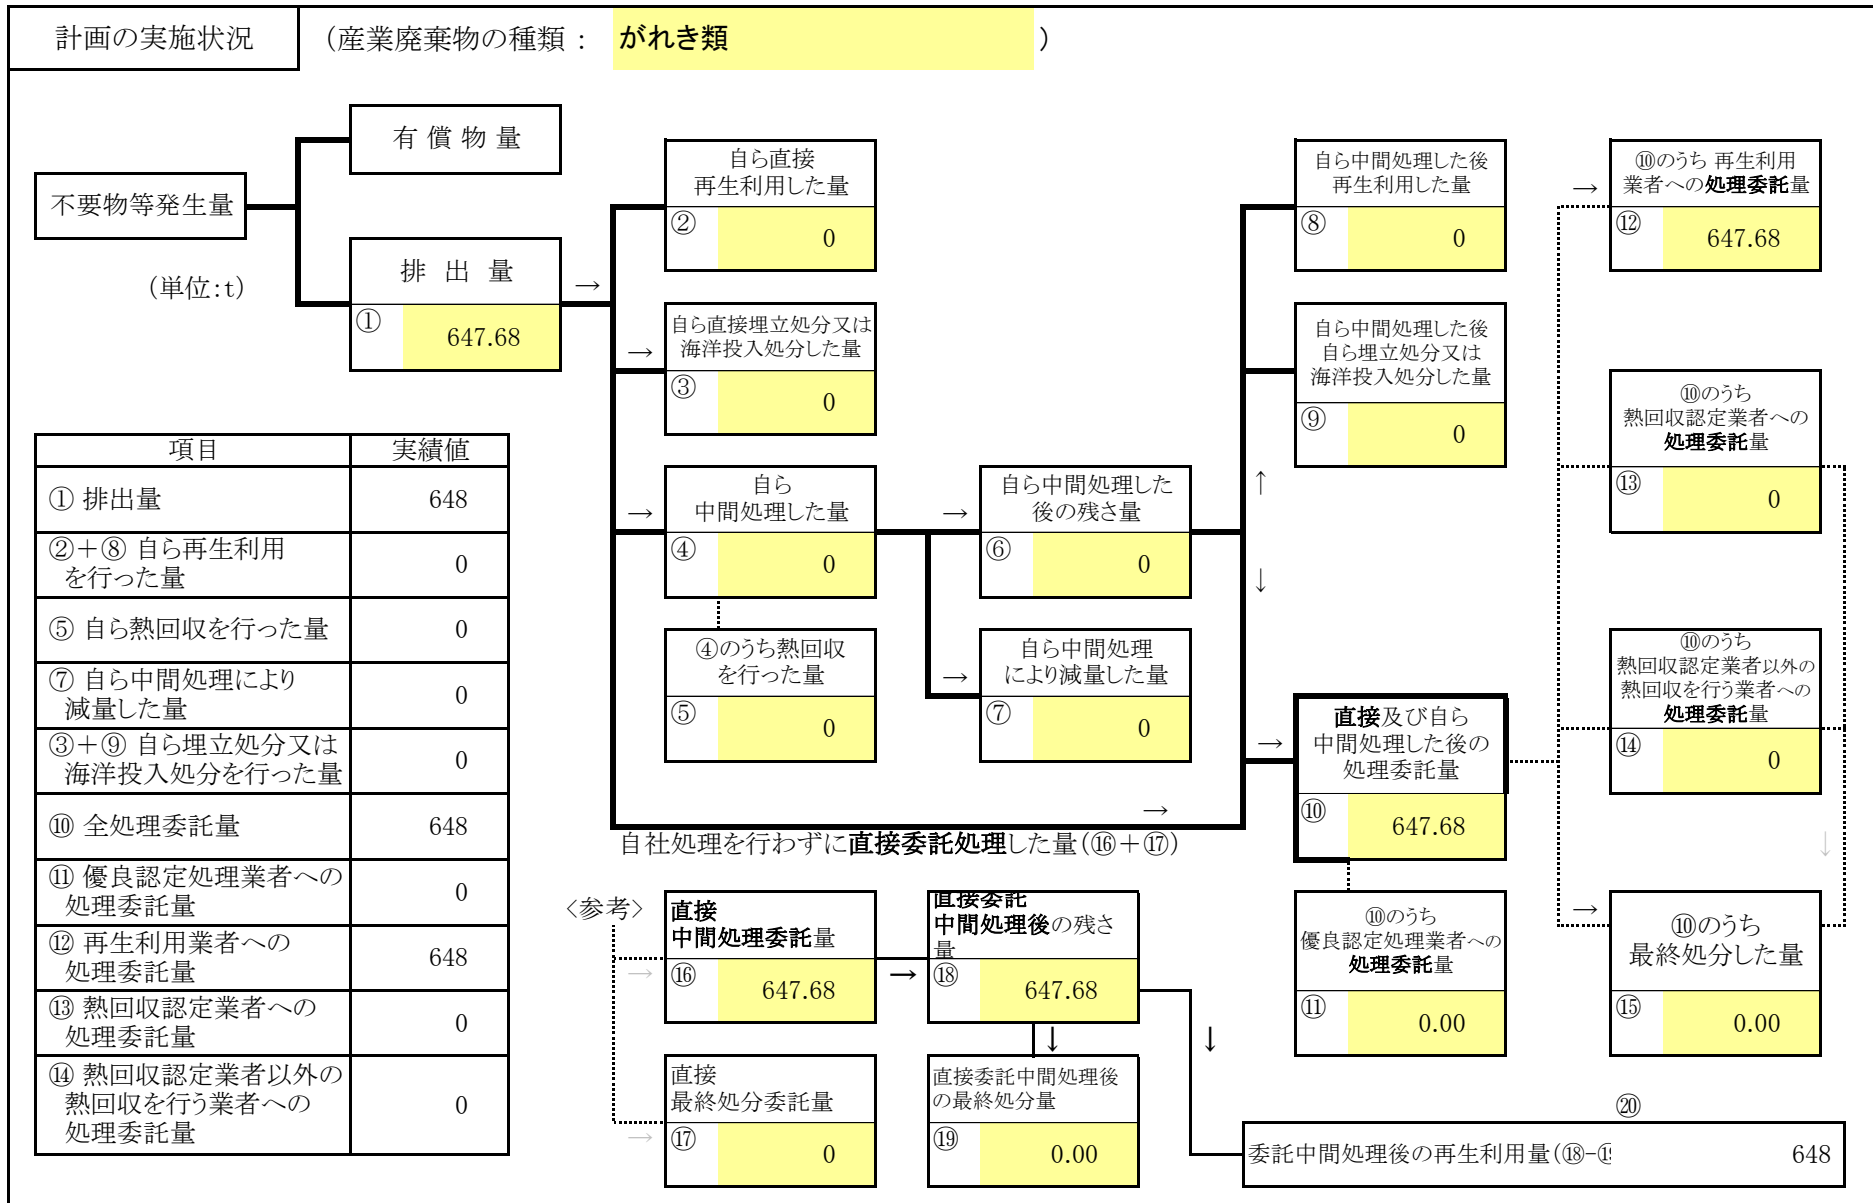 計画の実施状況
（産業廃棄物の種類： がれき類 ）
有 償 物 量
不要物等発生量
（単位：t）
排 出 量
①
647.68
→
自ら直接
再生利用した量
②
0
→
自ら直接埋立処分又は
海洋投入処分した量
③
0
→
自ら
中間処理した量
④
0
④のうち熱回収
を行った量
⑤
0
→
自ら中間処理した
後の残さ量
⑥
0
→
自ら中間処理
により減量した量
⑦
0
自ら中間処理した後
再生利用した量
⑧
0
自ら中間処理した後
自ら埋立処分又は
海洋投入処分した量
⑨
0
↑
↓
→
直接及び自ら
中間処理した後の
処理委託量
⑩
647.68
⑩のうち
優良認定処理業者への
処理委託量
⑪
0.00
→
⑩のうち 再生利用
業者への処理委託量
⑫
647.68
⑩のうち
熱回収認定業者への
処理委託量
⑬
0
⑩のうち
熱回収認定業者以外の
熱回収を行う業者への
処理委託量
⑭
0
↓
→
⑩のうち
最終処分した量
⑮
0.00
→
自社処理を行わずに直接委託処理した量（⑯＋⑰）
〈参考〉
→
直接
中間処理委託量
⑯
647.68
→
直接
最終処分委託量
⑰
0
→
直接委託
中間処理後の残さ
量
⑱
647.68
↓
直接委託中間処理後
の最終処分量
⑲
0.00
↓
⑳
委託中間処理後の再生利用量（⑱-
648
項目 実績値
① 排出量 648
②＋⑧ 自ら再生利用
を行った量 0
⑤ 自ら熱回収を行った量 0
⑦ 自ら中間処理により
減量した量 0
③＋⑨ 自ら埋立処分又は
海洋投入処分を行った量 0
⑩ 全処理委託量 648
⑪ 優良認定処理業者への
処理委託量 0
⑫ 再生利用業者への
処理委託量 648
⑬ 熱回収認定業者への
処理委託量 0
⑭ 熱回収認定業者以外の
熱回収を行う業者への
処理委託量 0